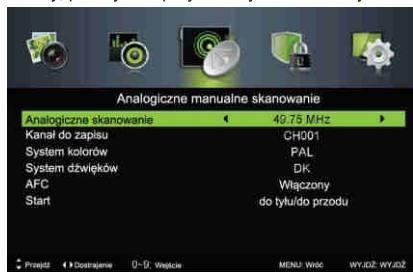 Analogiczne manualne skanowanie
Analogiczne skanowanie 49.75 MHz
Kanał do zapisu CH001
System kolorów PAL
System dźwięków DK
AFC Włączony
Start do tyłu/do przodu
Przejdź Dostrajenie 0~9: Wejście MENU: Wróć WYJDŹ: WYJDŹ